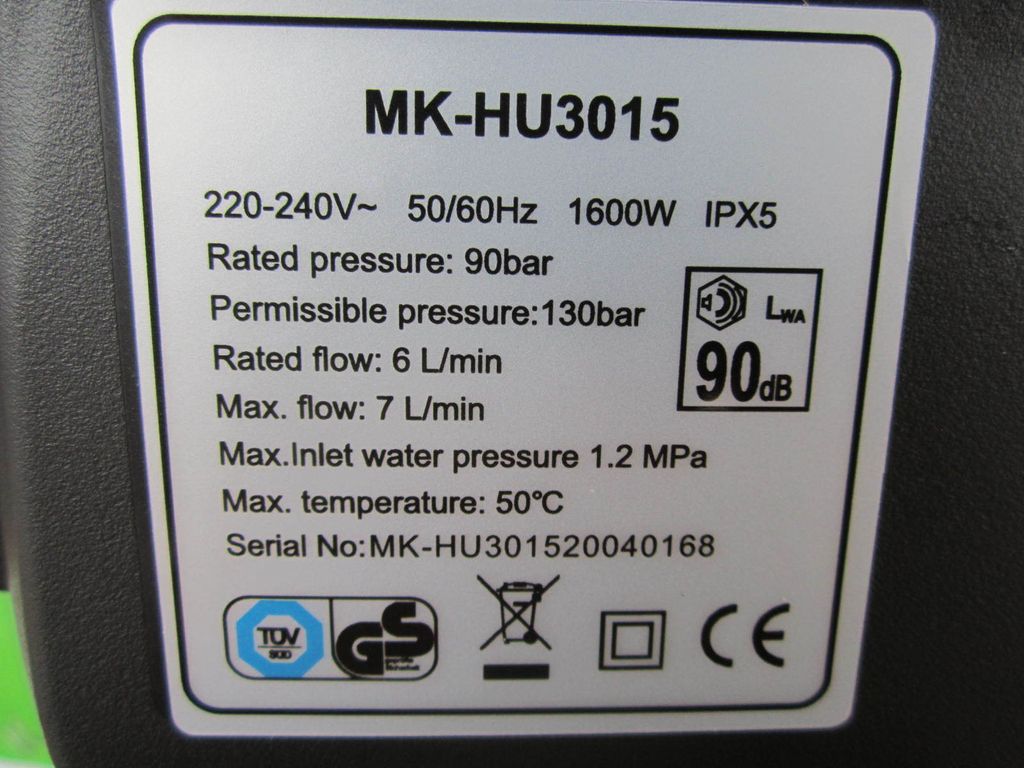 MK-HU3015
220-240V~ 50/60Hz 1600W IPX5
Rated pressure: 90bar
Permissible pressure:130bar
LWA
90dB
Rated flow: 6 L/min
Max. flow: 7 L/min
Max.Inlet water pressure 1.2 MPa
Max. temperature: 50℃
Serial No:MK-HU301520040168
TÜV
SÜD
GS
CE